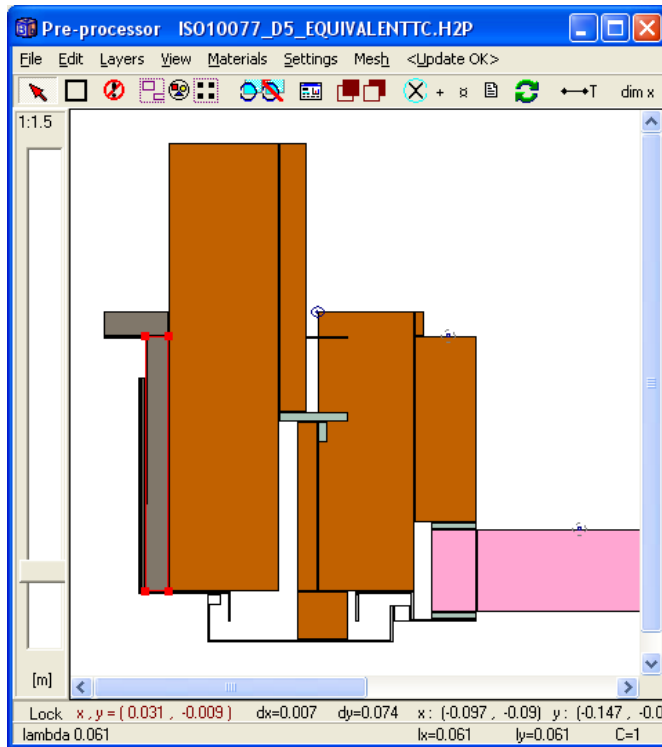 Pre-processor ISO10077_D5_EQUIVALENTTC.H2P
File Edit Layers View Materials Settings Mesh <Update OK>
T dim x
1:1.5
[m]
Lock x, y = ( 0.031 , -0.009 ) dx=0.007 dy=0.074 x : (-0.097 , -0.09) y : (-0.147 , -0.0
lambda 0.061 lx=0.061 ly=0.061 C=1